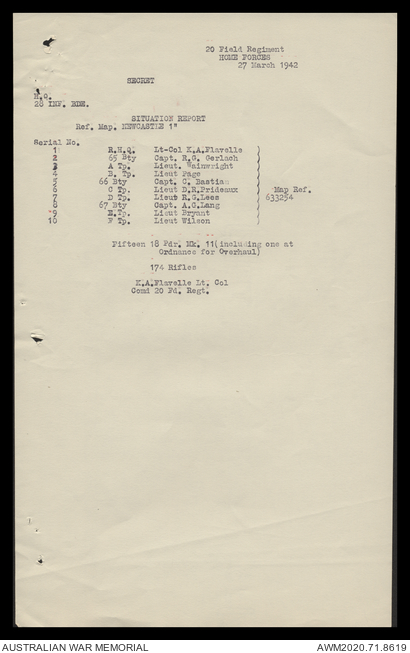 20 Field Regiment
HOME FORCES
27 March 1942
SECRET
H.Q.
28 INF. BDE.
SITUATION REPORT
Ref. Map. NEWCASTLE 1"
Serial No.
1 R.H.Q. Lt-Col K.A.Flavelle
2 65 Bty Capt. R.G. Gerlach
3 A Tp. Lieut. Wainwright
4 B. Tp. Lieut Page
5 66 Bty Capt. C. Bastian
6 C Tp. Lieut D.H.Prideaux Map Ref.
7 D Tp. Lieut R.G.Lees 633254
8 67 Bty Capt. A.C.Lang
9 E.Tp. Lieut Bryant
10 F Tp. Lieut Wilson
Fifteen 18 Pdr. Mk. 11(including one at
Ordnance for Overhaul)
174 Rifles
K.A.Flavelle Lt. Col
Comd 20 Fd. Regt.
AUSTRALIAN WAR MEMORIAL AWM2020.71.8619